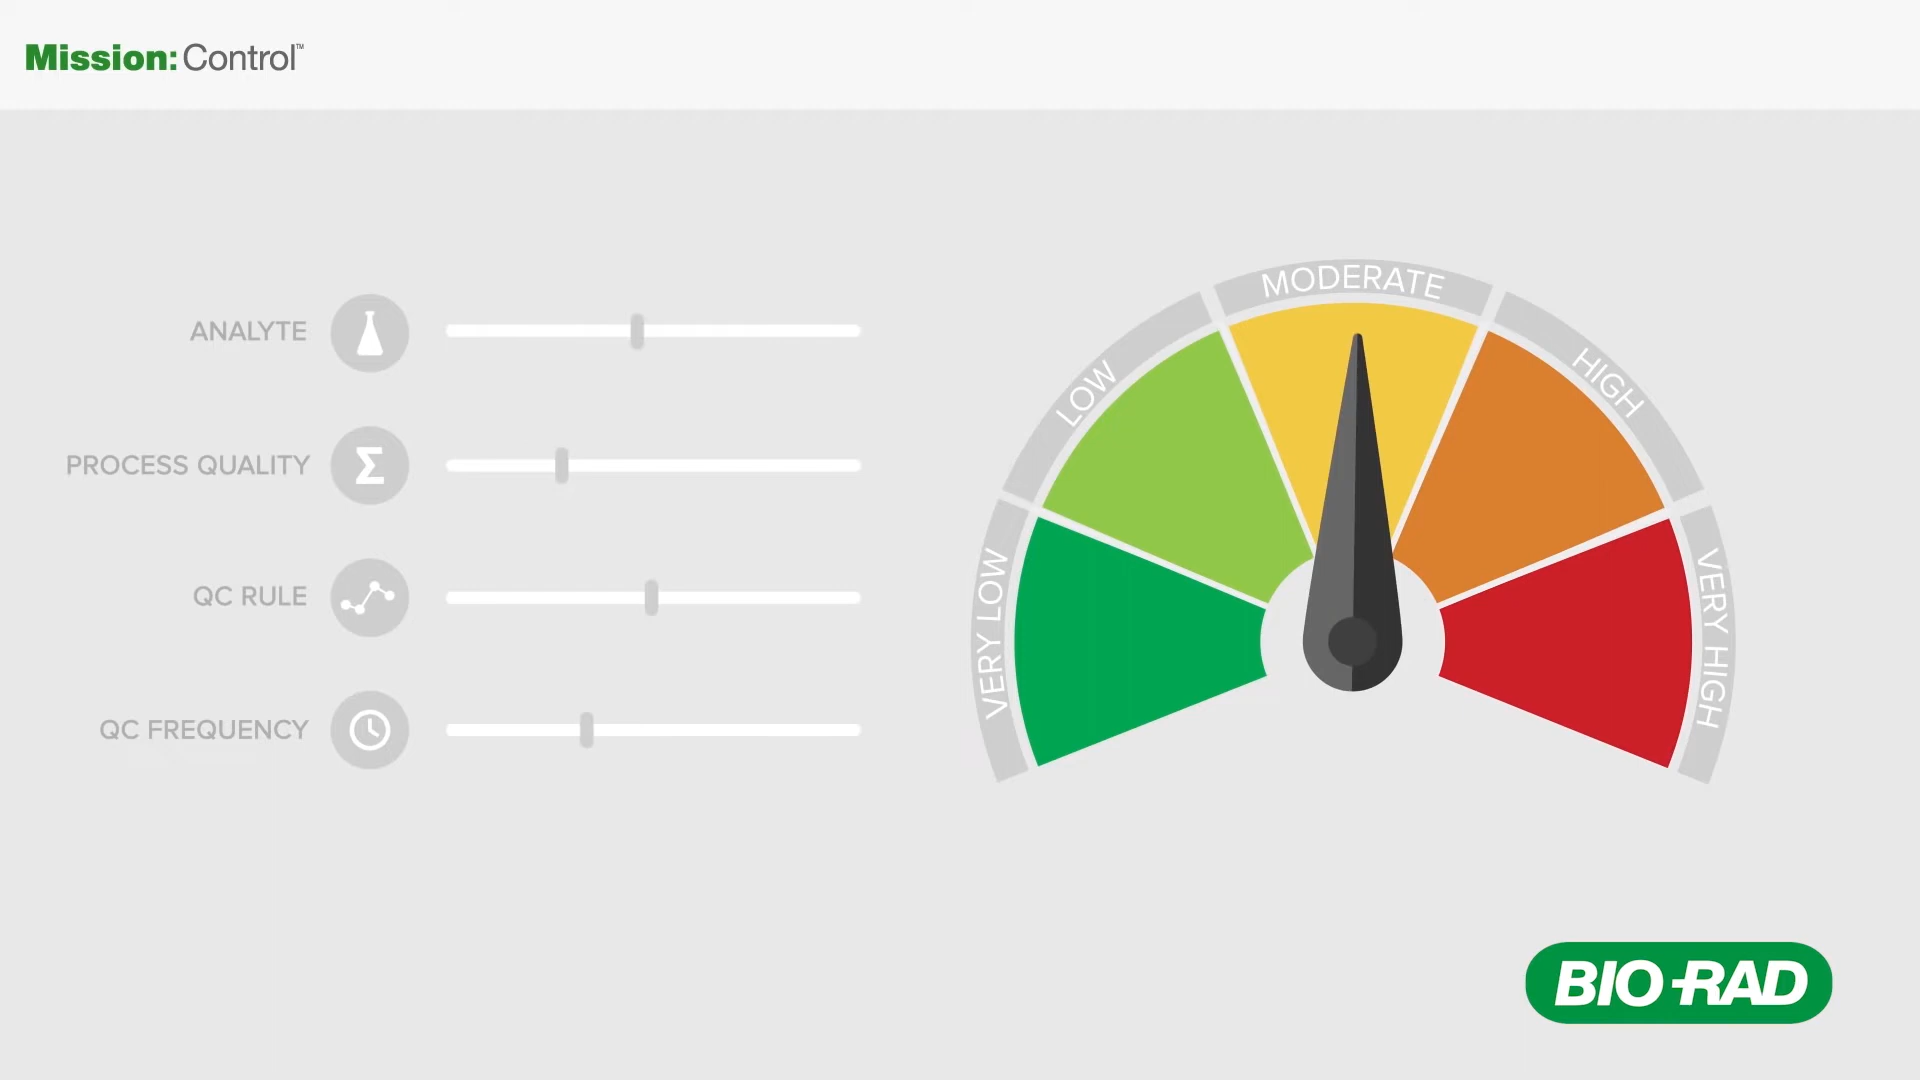 Mission:Control™
ANALYTE
PROCESS QUALITY
QC RULE
QC FREQUENCY
VERY LOW
LOW
MODERATE
HIGH
VERY HIGH
BIO-RAD